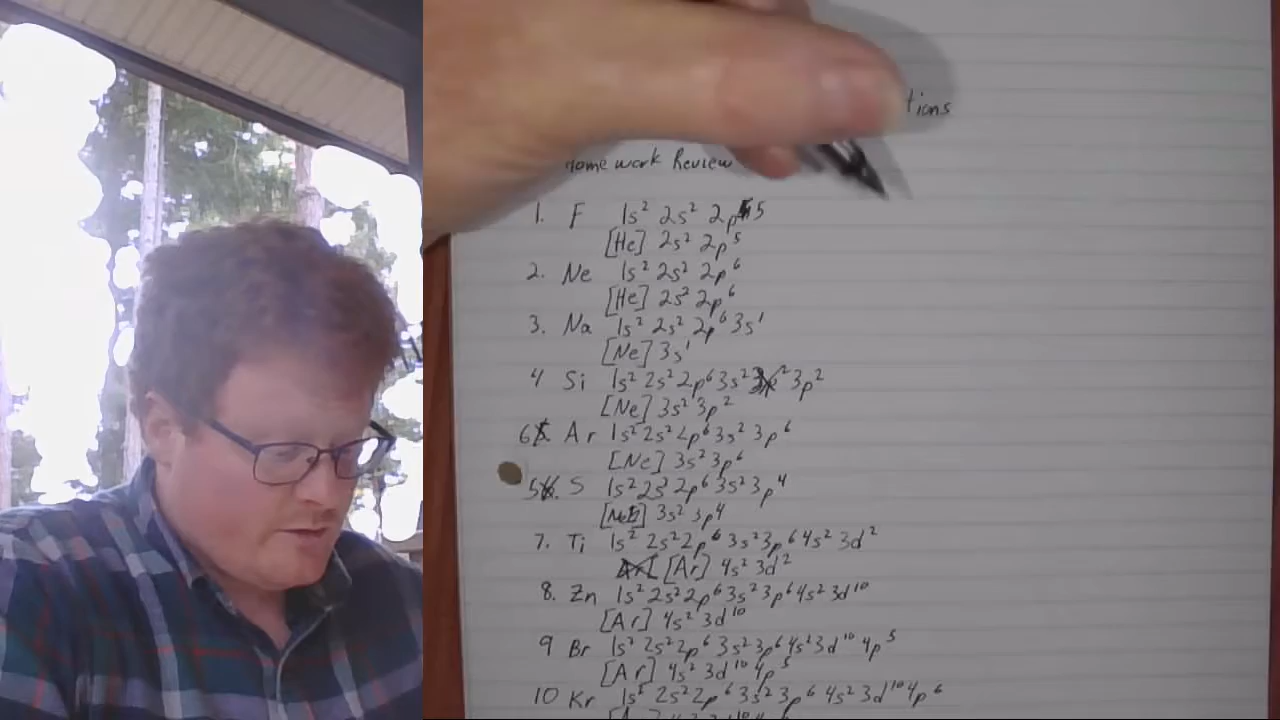 tions
Homework Review
1. F 1s² 2s² 2p 5
[He] 2s² 2p⁵
2. Ne 1s² 2s² 2p⁶
[He] 2s² 2p⁶
3. Na 1s² 2s² 2p⁶ 3s¹
[Ne] 3s¹
4 Si 1s² 2s² 2p⁶ 3s² 3p²
[Ne] 3s² 3p²
6. Ar 1s² 2s² 2p⁶ 3s² 3p⁶
[Ne] 3s² 3p⁶
5. S 1s² 2s² 2p⁶ 3s² 3p⁴
[Ne] 3s² 3p⁴
7. Ti 1s² 2s² 2p⁶ 3s² 3p⁶ 4s² 3d²
[Ar] 4s² 3d²
8. Zn 1s² 2s² 2p⁶ 3s² 3p⁶ 4s² 3d¹⁰
[Ar] 4s² 3d¹⁰
9 Br 1s² 2s² 2p⁶ 3s² 3p⁶ 4s² 3d¹⁰ 4p⁵
[Ar] 4s² 3d¹⁰ 4p⁵
10 Kr 1s² 2s² 2p⁶ 3s² 3p⁶ 4s² 3d¹⁰ 4p⁶